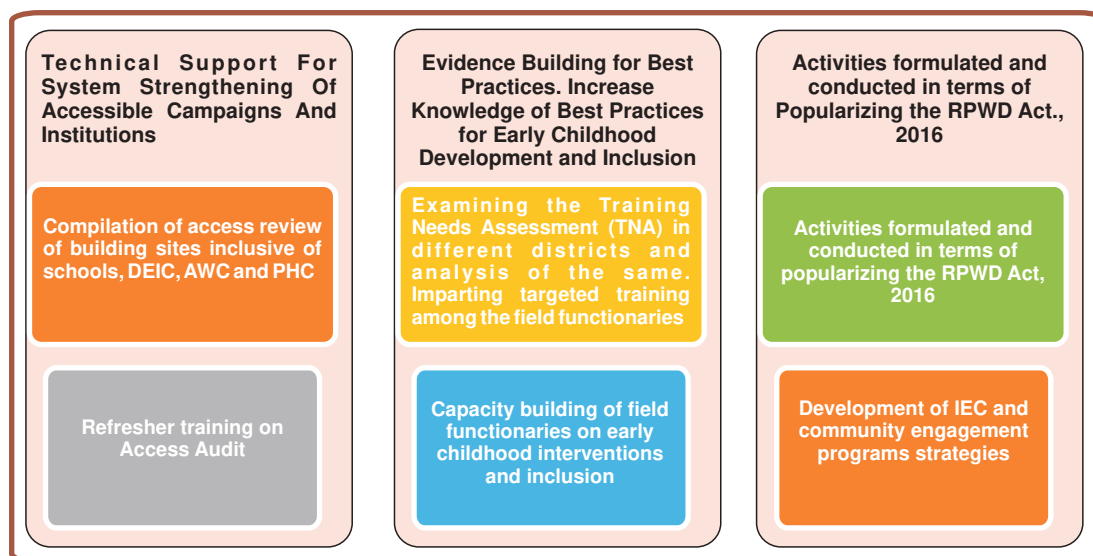 Technical Support For
System Strengthening Of
Accessible Campaigns And
Institutions
Compilation of access review
of building sites inclusive of
schools, DEIC, AWC and PHC
Refresher training on
Access Audit
Evidence Building for Best
Practices. Increase
Knowledge of Best Practices
for Early Childhood
Development and Inclusion
Examining the Training
Needs Assessment (TNA) in
different districts and
analysis of the same.
Imparting targeted training
among the field functionaries
Capacity building of field
functionaries on early
childhood interventions
and inclusion
Activities formulated and
conducted in terms of
Popularizing the RPWD Act.,
2016
Activities formulated and
conducted in terms of
popularizing the RPWD Act,
2016
Development of IEC and
community engagement
programs strategies